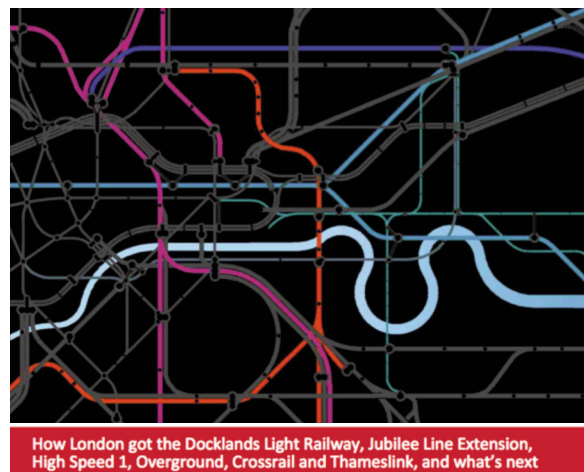 How London got the Docklands Light Railway, Jubilee Line Extension,
High Speed 1, Overground, Crossrail and Thameslink, and what’s next